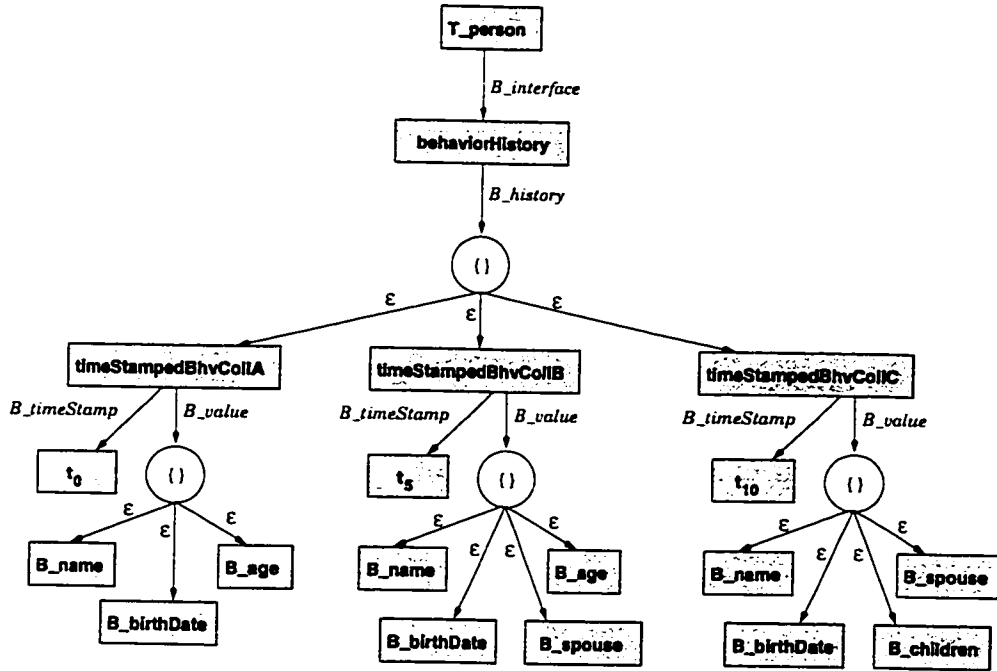 T_person
B_interface
behaviorHistory
B_history
{ }
ε ε ε
timeStampedBhvCollA timeStampedBhvCollB timeStampedBhvCollC
B_timeStamp B_value B_timeStamp B_value B_timeStamp B_value
t0 { } t5 { } t10 { }
ε ε ε ε ε ε ε ε ε ε ε
B_name B_age B_name B_age B_name B_spouse
B_birthDate B_birthDate B_spouse B_birthDate B_children